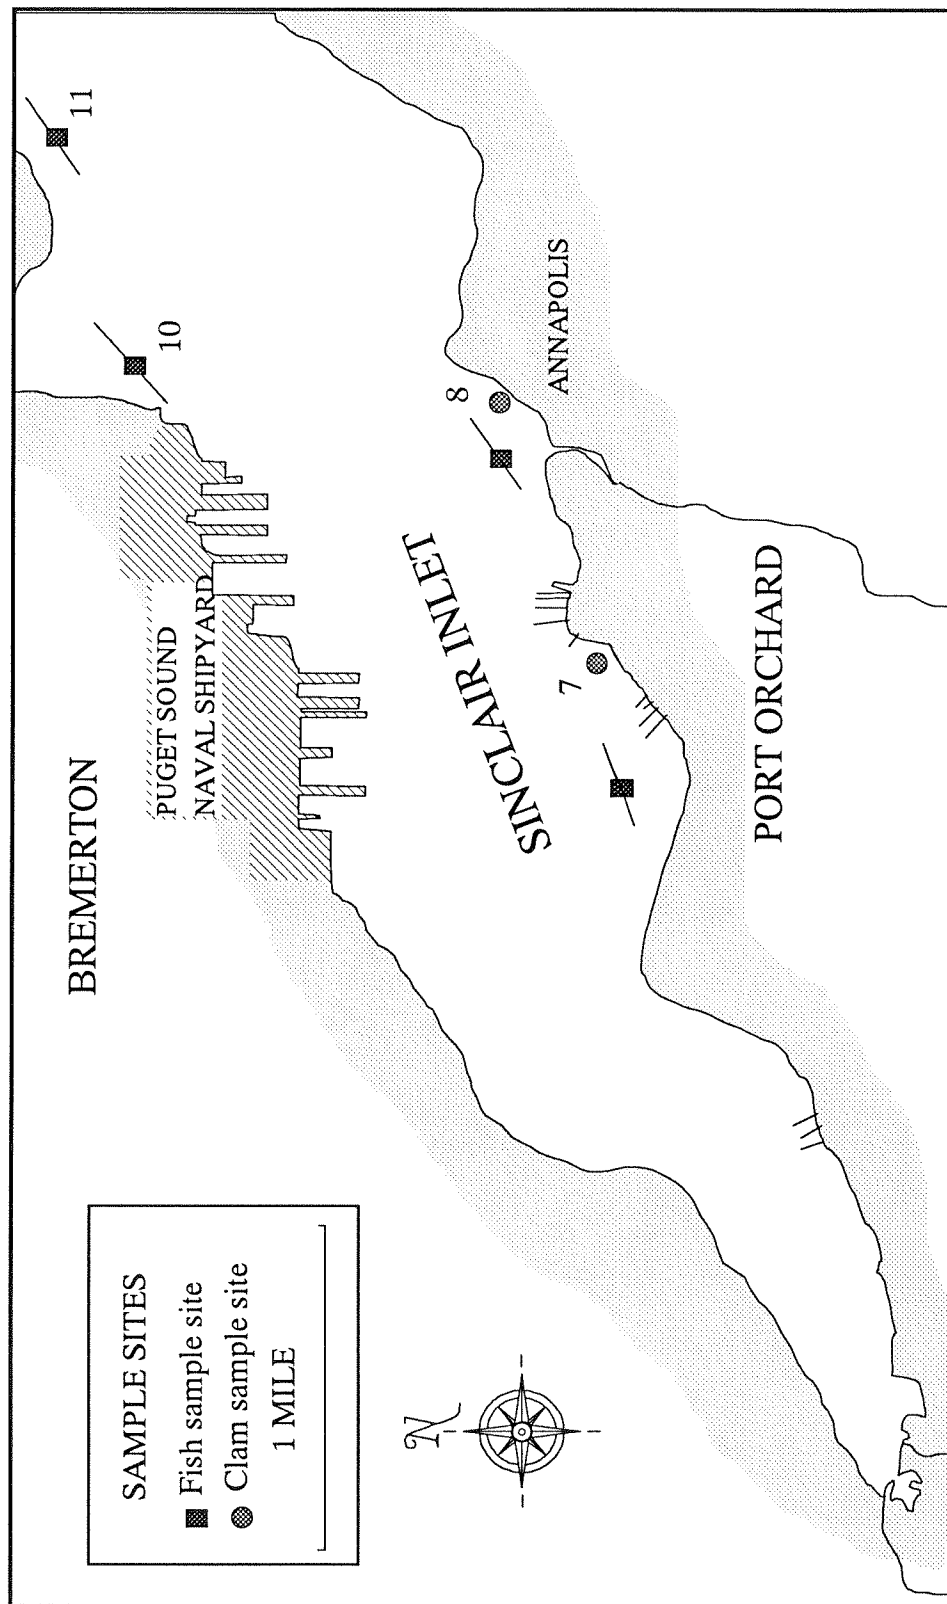 SAMPLE SITES
Fish sample site
Clam sample site
1 MILE
N
BREMERTON
PUGET SOUND
NAVAL SHIPYARD
10
11
SINCLAIR INLET
8
7
ANNAPOLIS
PORT ORCHARD